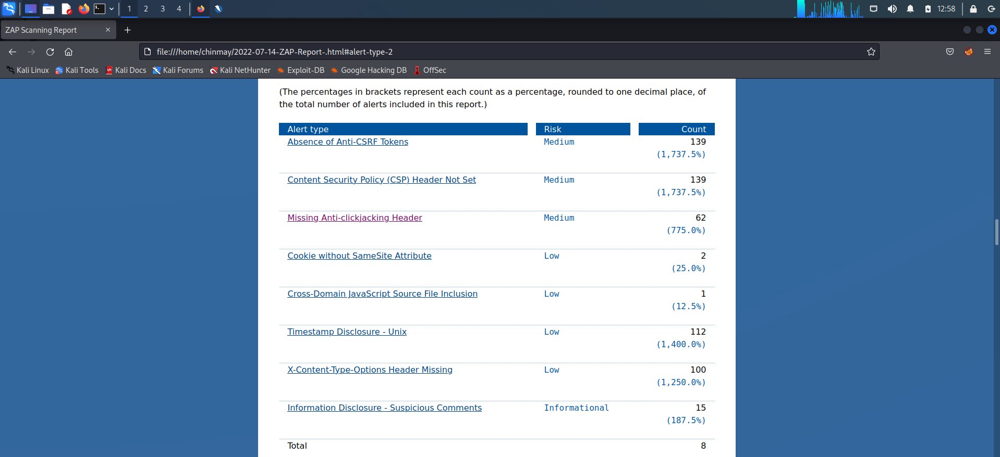 1 2 3 4 12:58
ZAP Scanning Report
file:///home/chinmay/2022-07-14-ZAP-Report-.html#alert-type-2
Kali Linux Kali Tools Kali Docs Kali Forums Kali NetHunter Exploit-DB Google Hacking DB OffSec
(The percentages in brackets represent each count as a percentage, rounded to one decimal place, of
the total number of alerts included in this report.)
Alert type Risk Count
Absence of Anti-CSRF Tokens Medium 139
(1,737.5%)
Content Security Policy (CSP) Header Not Set Medium 139
(1,737.5%)
Missing Anti-clickjacking Header Medium 62
(775.0%)
Cookie without SameSite Attribute Low 2
(25.0%)
Cross-Domain JavaScript Source File Inclusion Low 1
(12.5%)
Timestamp Disclosure - Unix Low 112
(1,400.0%)
X-Content-Type-Options Header Missing Low 100
(1,250.0%)
Information Disclosure - Suspicious Comments Informational 15
(187.5%)
Total 8